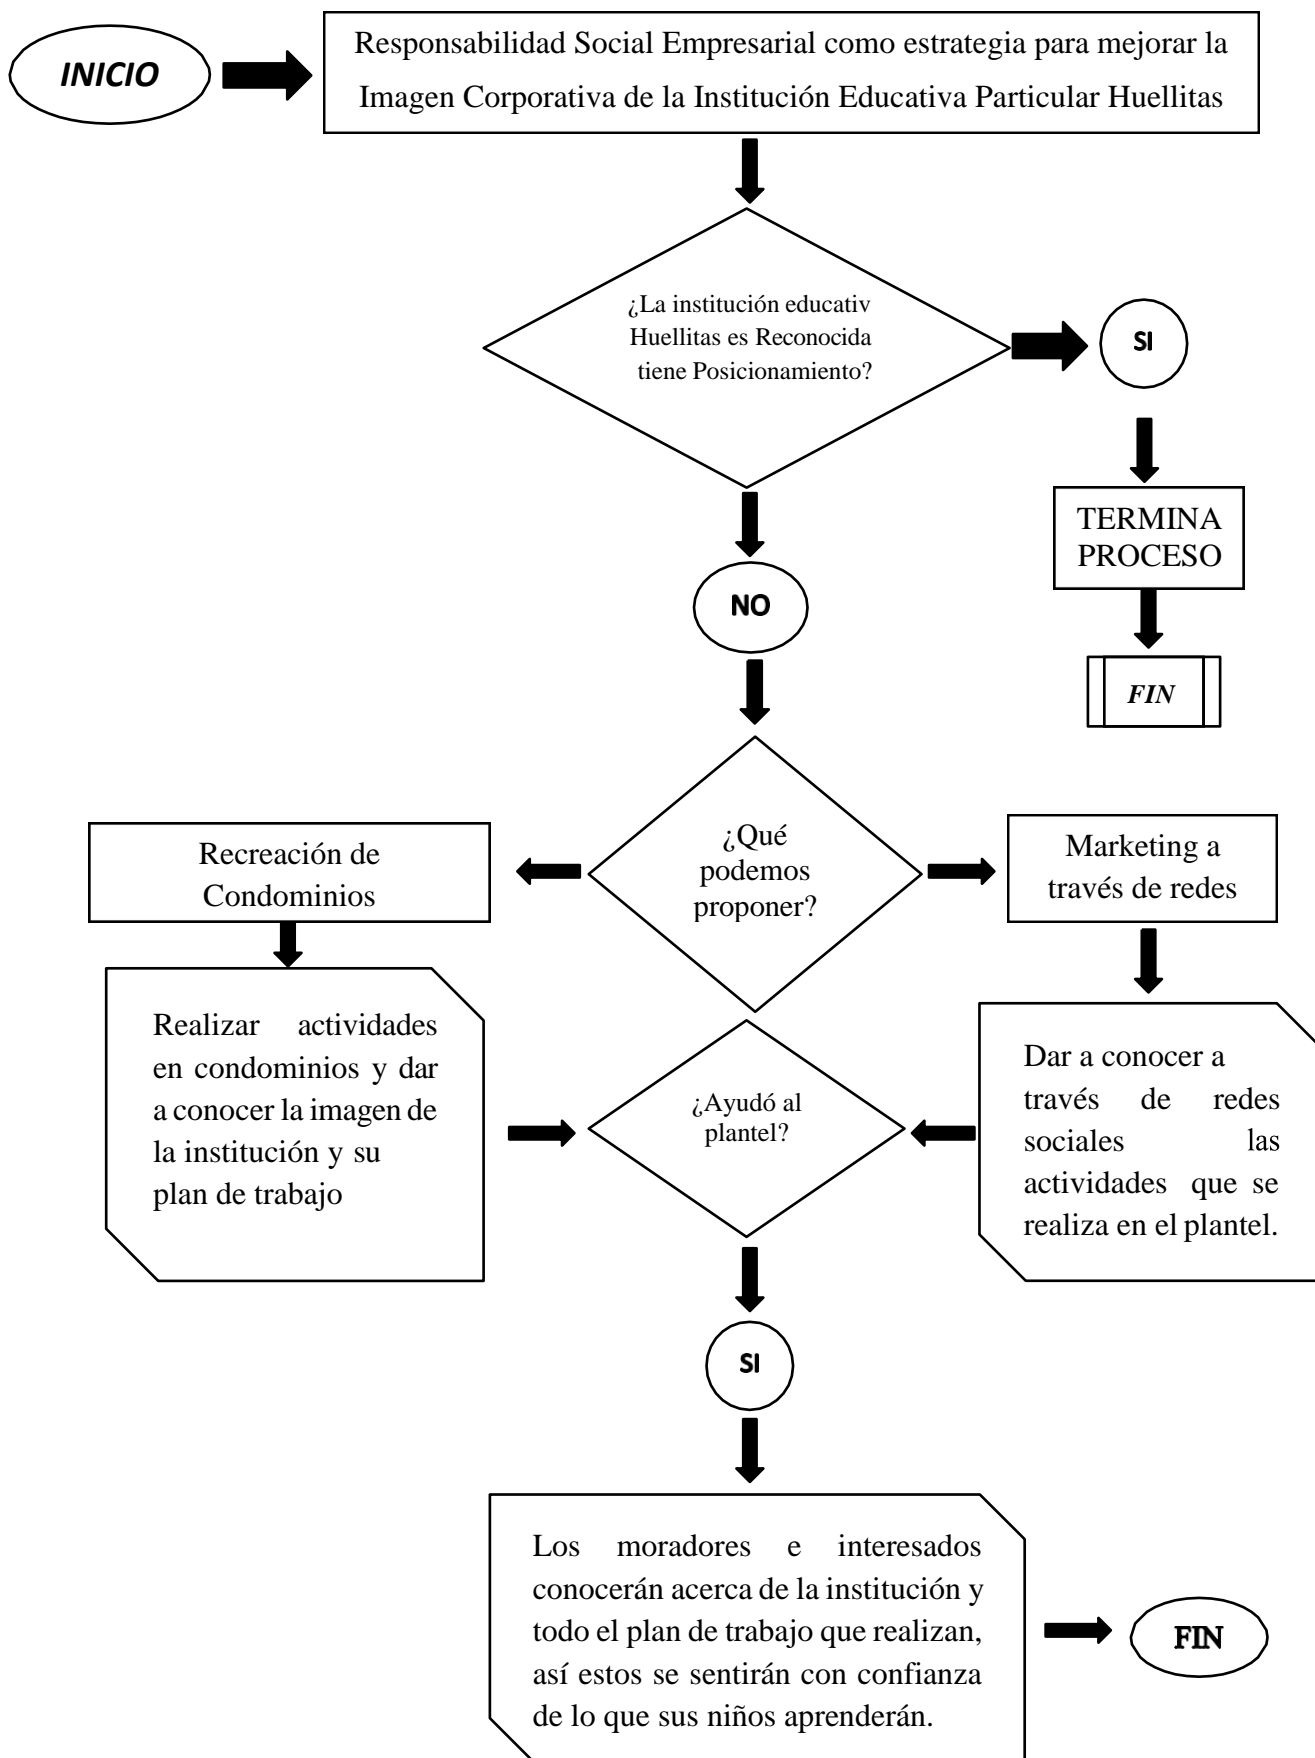 INICIO
Responsabilidad Social Empresarial como estrategia para mejorar la
Imagen Corporativa de la Institución Educativa Particular Huellitas
¿La institución educativ
Huellitas es Reconocida
tiene Posicionamiento?
SI
TERMINA
PROCESO
FIN
NO
¿Qué
podemos
proponer?
Recreación de
Condominios
Marketing a
través de redes
Realizar actividades
en condominios y dar
a conocer la imagen de
la institución y su
plan de trabajo
¿Ayudó al
plantel?
Dar a conocer a
través de redes
sociales las
actividades que se
realiza en el plantel.
SI
Los moradores e interesados
conocerán acerca de la institución y
todo el plan de trabajo que realizan,
así estos se sentirán con confianza
de lo que sus niños aprenderán.
FIN